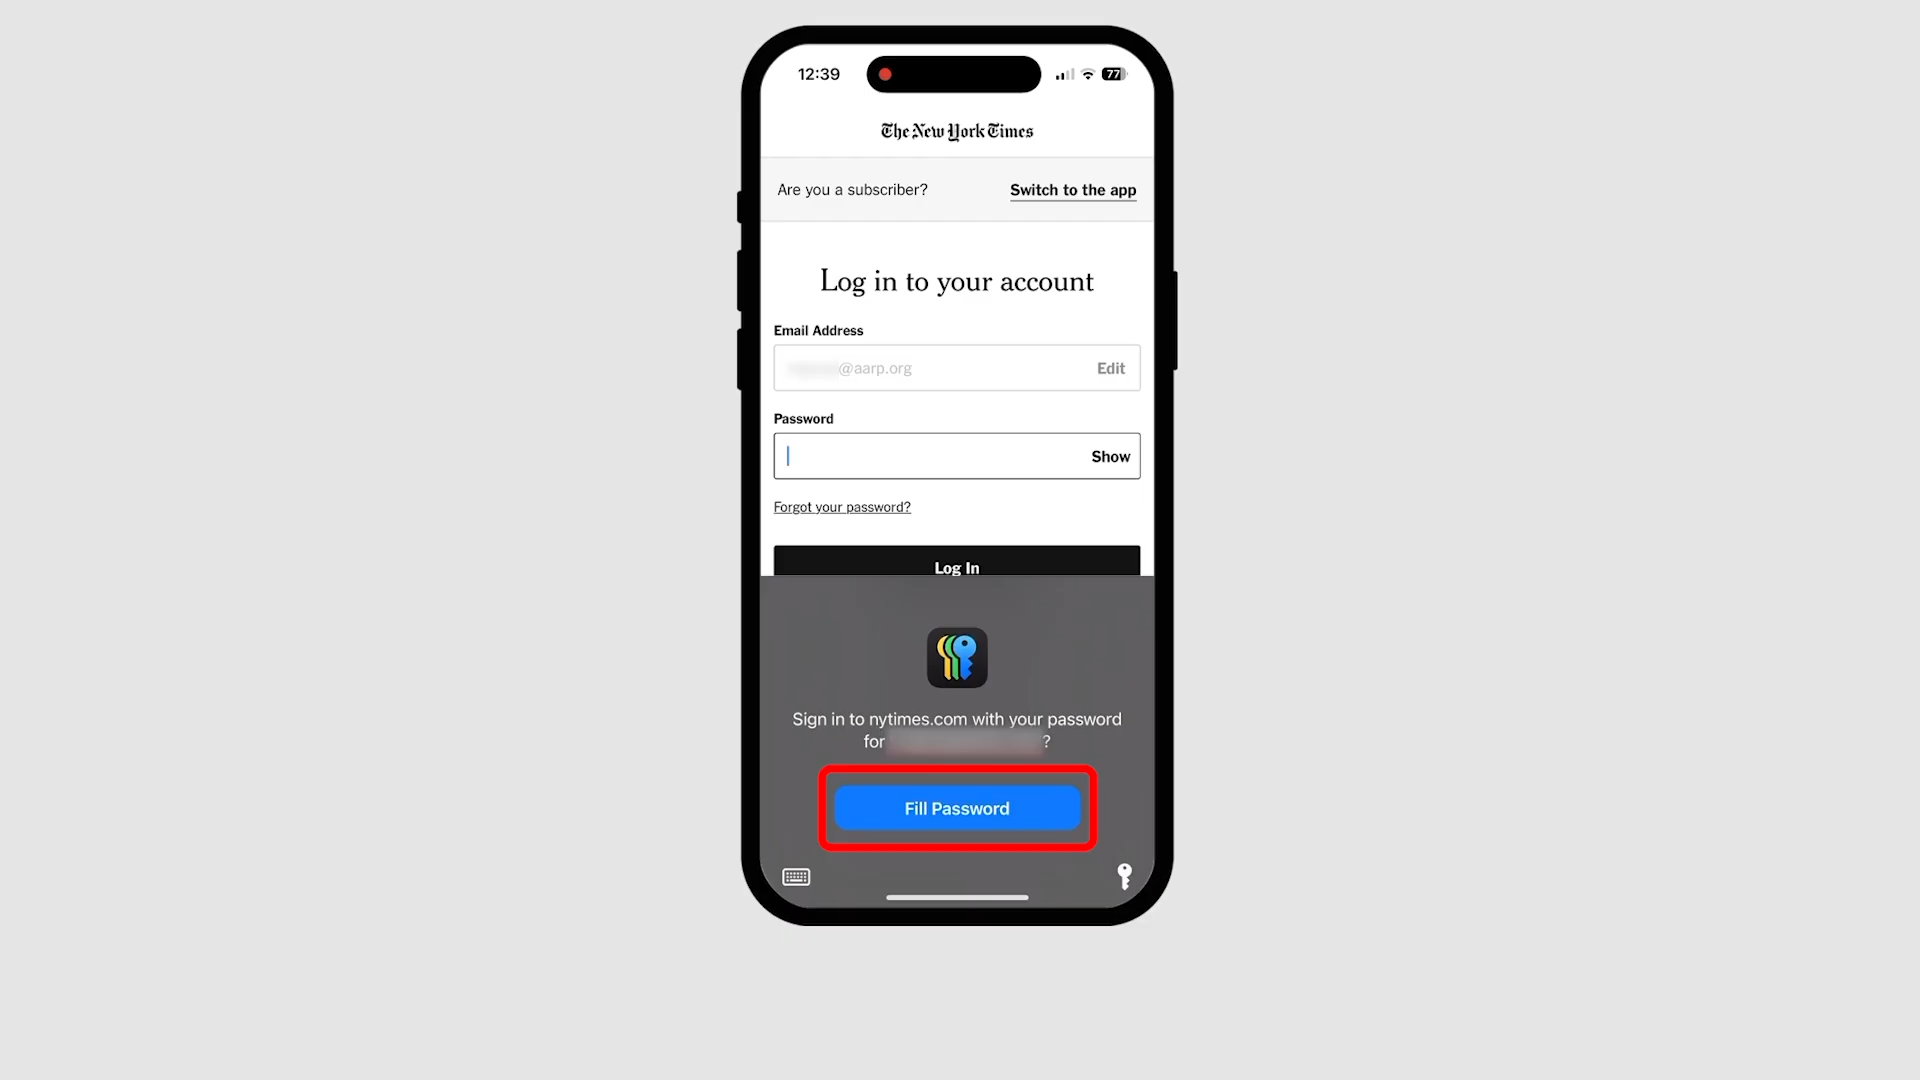 12:39
77
The New York Times
Are you a subscriber?
Switch to the app
Log in to your account
Email Address
@aarp.org
Edit
Password
Show
Forgot your password?
Log In
Sign in to nytimes.com with your password
for ?
Fill Password